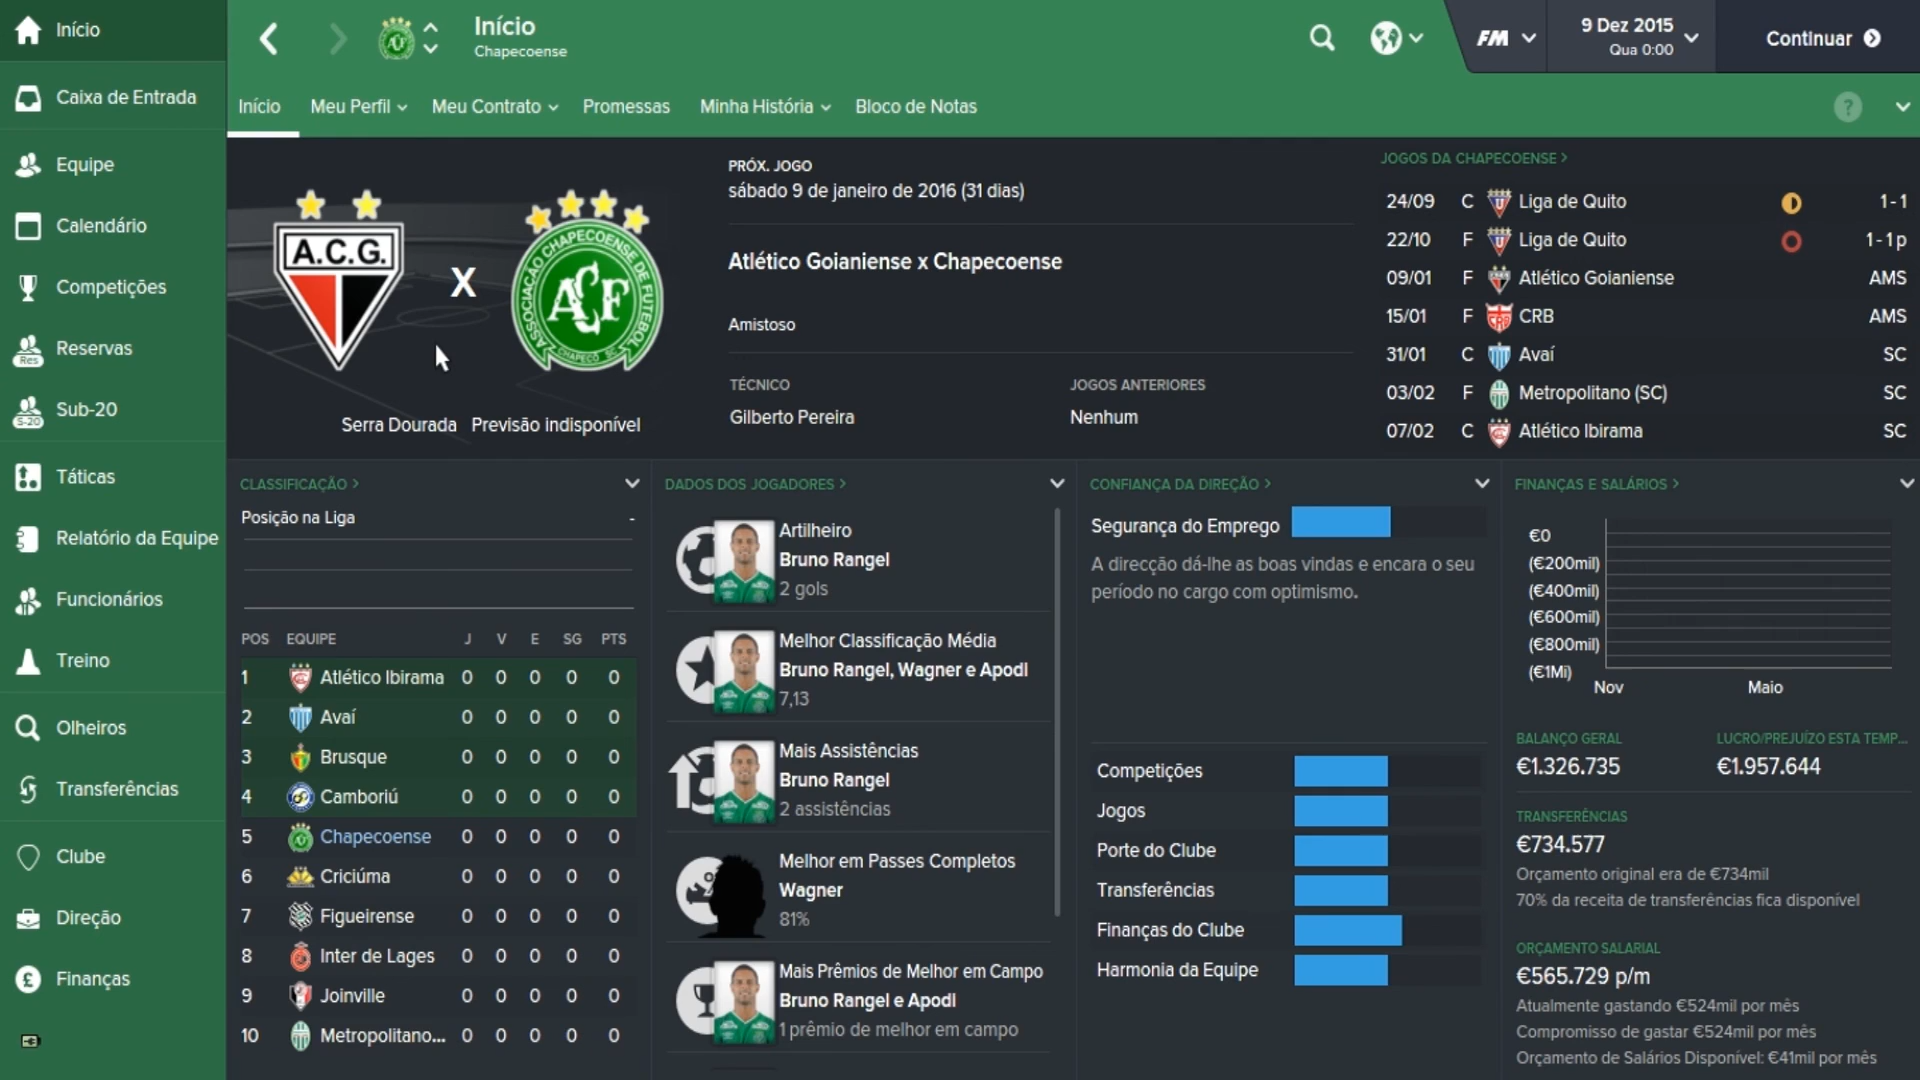 Início
Caixa de Entrada
Equipe
Calendário
Competições
Reservas
Res
Sub-20
S-20
Táticas
Relatório da Equipe
Funcionários
Treino
Olheiros
Transferências
Clube
Direção
Finanças
Início
Chapecoense
FM
9 Dez 2015
Qua 0:00
Continuar
Início
Meu Perfil
Meu Contrato
Promessas
Minha História
Bloco de Notas
?
A.C.G.
X
ASSOCIAÇÃO CHAPECOENSE DE FUTEBOL
ACF
CHAPECÓ SC
Serra Dourada Previsão indisponível
PRÓX. JOGO
sábado 9 de janeiro de 2016 (31 dias)
Atlético Goianiense x Chapecoense
Amistoso
TÉCNICO
Gilberto Pereira
JOGOS ANTERIORES
Nenhum
JOGOS DA CHAPECOENSE >
24/09 C Liga de Quito 1-1
22/10 F Liga de Quito 1-1 p
09/01 F Atlético Goianiense AMS
15/01 F CRB AMS
31/01 C Avaí SC
03/02 F Metropolitano (SC) SC
07/02 C Atlético Ibirama SC
CLASSIFICAÇÃO >
Posição na Liga -
POS EQUIPE J V E SG PTS
1 Atlético Ibirama 0 0 0 0 0
2 Avaí 0 0 0 0 0
3 Brusque 0 0 0 0 0
4 Camboriú 0 0 0 0 0
5 Chapecoense 0 0 0 0 0
6 Criciúma 0 0 0 0 0
7 Figueirense 0 0 0 0 0
8 Inter de Lages 0 0 0 0 0
9 Joinville 0 0 0 0 0
10 Metropolitano... 0 0 0 0 0
DADOS DOS JOGADORES >
Artilheiro
Bruno Rangel
2 gols
Melhor Classificação Média
Bruno Rangel, Wagner e Apodi
7,13
Mais Assistências
Bruno Rangel
2 assistências
Melhor em Passes Completos
Wagner
81%
Mais Prêmios de Melhor em Campo
Bruno Rangel e Apodi
1 prêmio de melhor em campo
CONFIANÇA DA DIREÇÃO >
Segurança do Emprego
A direcção dá-lhe as boas vindas e encara o seu
período no cargo com optimismo.
Competições
Jogos
Porte do Clube
Transferências
Finanças do Clube
Harmonia da Equipe
FINANÇAS E SALÁRIOS >
€0
(€200mil)
(€400mil)
(€600mil)
(€800mil)
(€1Mi)
Nov Maio
BALANÇO GERAL
€1.326.735
LUCRO/PREJUÍZO ESTA TEMP...
€1.957.644
TRANSFERÊNCIAS
€734.577
Orçamento original era de €734mil
70% da receita de transferências fica disponível
ORÇAMENTO SALARIAL
€565.729 p/m
Atualmente gastando €524mil por mês
Compromisso de gastar €524mil por mês
Orçamento de Salários Disponível: €41mil por mês